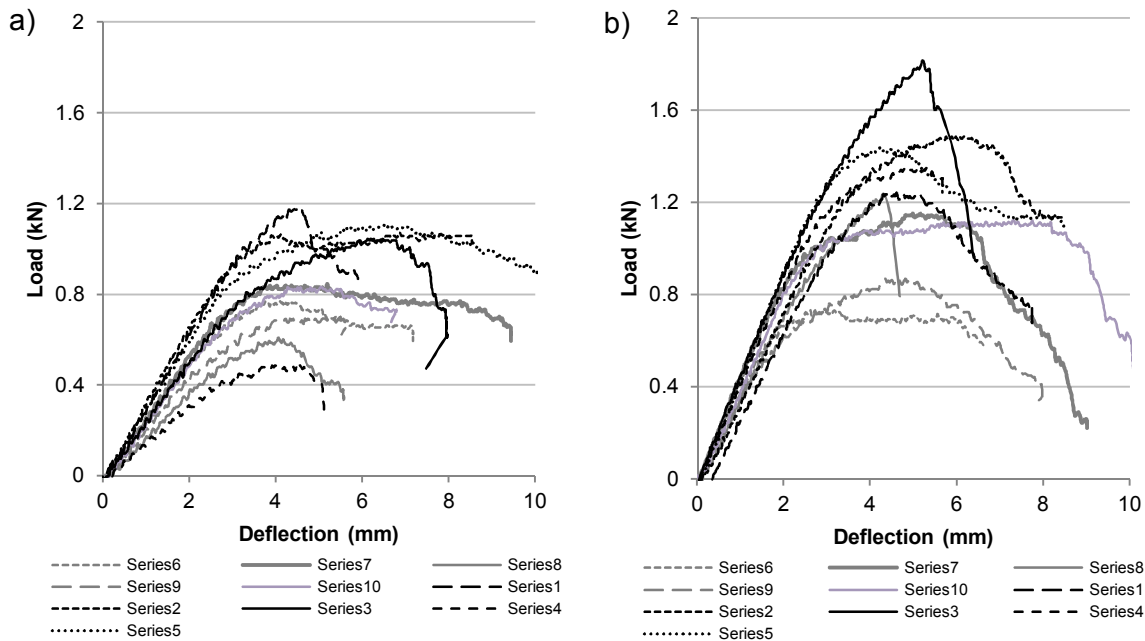 a)
2
1.6
1.2
0.8
0.4
0
Load (kN)
0 2 4 6 8 10
Deflection (mm)
Series6 Series7 Series8
Series9 Series10 Series1
Series2 Series3 Series4
Series5
b)
2
1.6
1.2
0.8
0.4
0
Load (kN)
0 2 4 6 8 10
Deflection (mm)
Series6 Series7 Series8
Series9 Series10 Series1
Series2 Series3 Series4
Series5